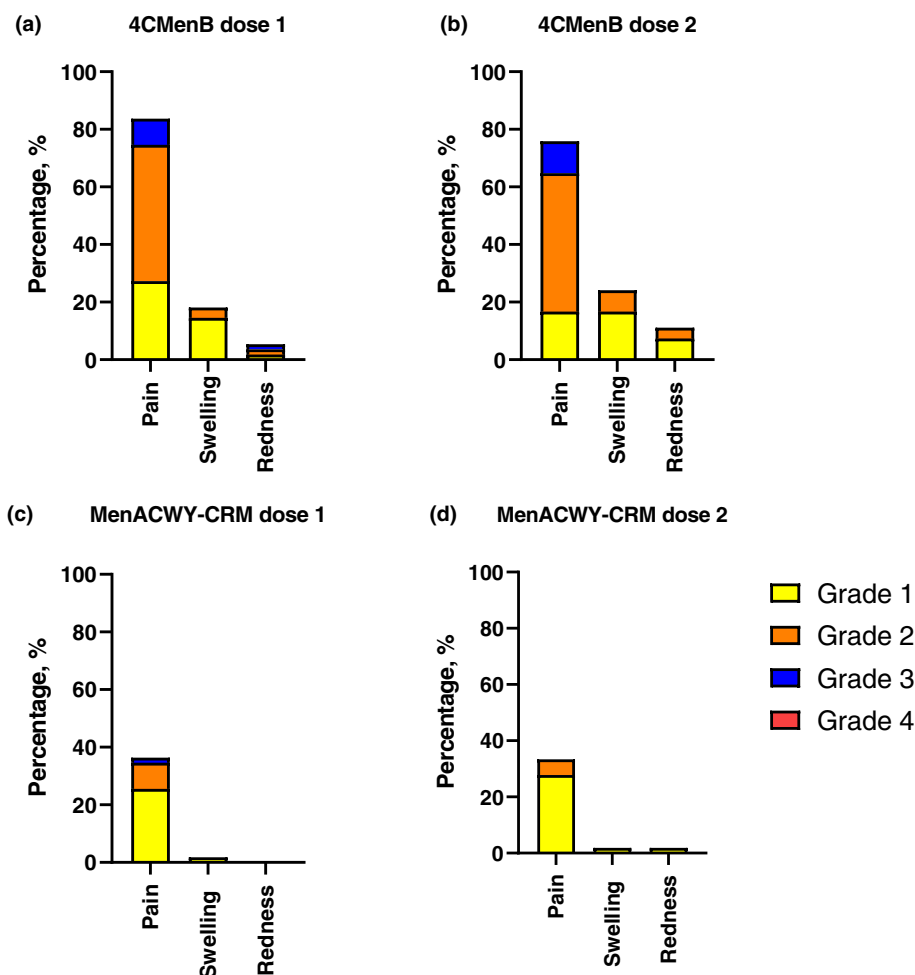 (a) 4CMenB dose 1
Percentage, %
100
80
60
40
20
0
Pain
Swelling
Redness
(b) 4CMenB dose 2
Percentage, %
100
80
60
40
20
0
Pain
Swelling
Redness
(c) MenACWY-CRM dose 1
Percentage, %
100
80
60
40
20
0
Pain
Swelling
Redness
(d) MenACWY-CRM dose 2
Percentage, %
100
80
60
40
20
0
Pain
Swelling
Redness
Grade 1
Grade 2
Grade 3
Grade 4